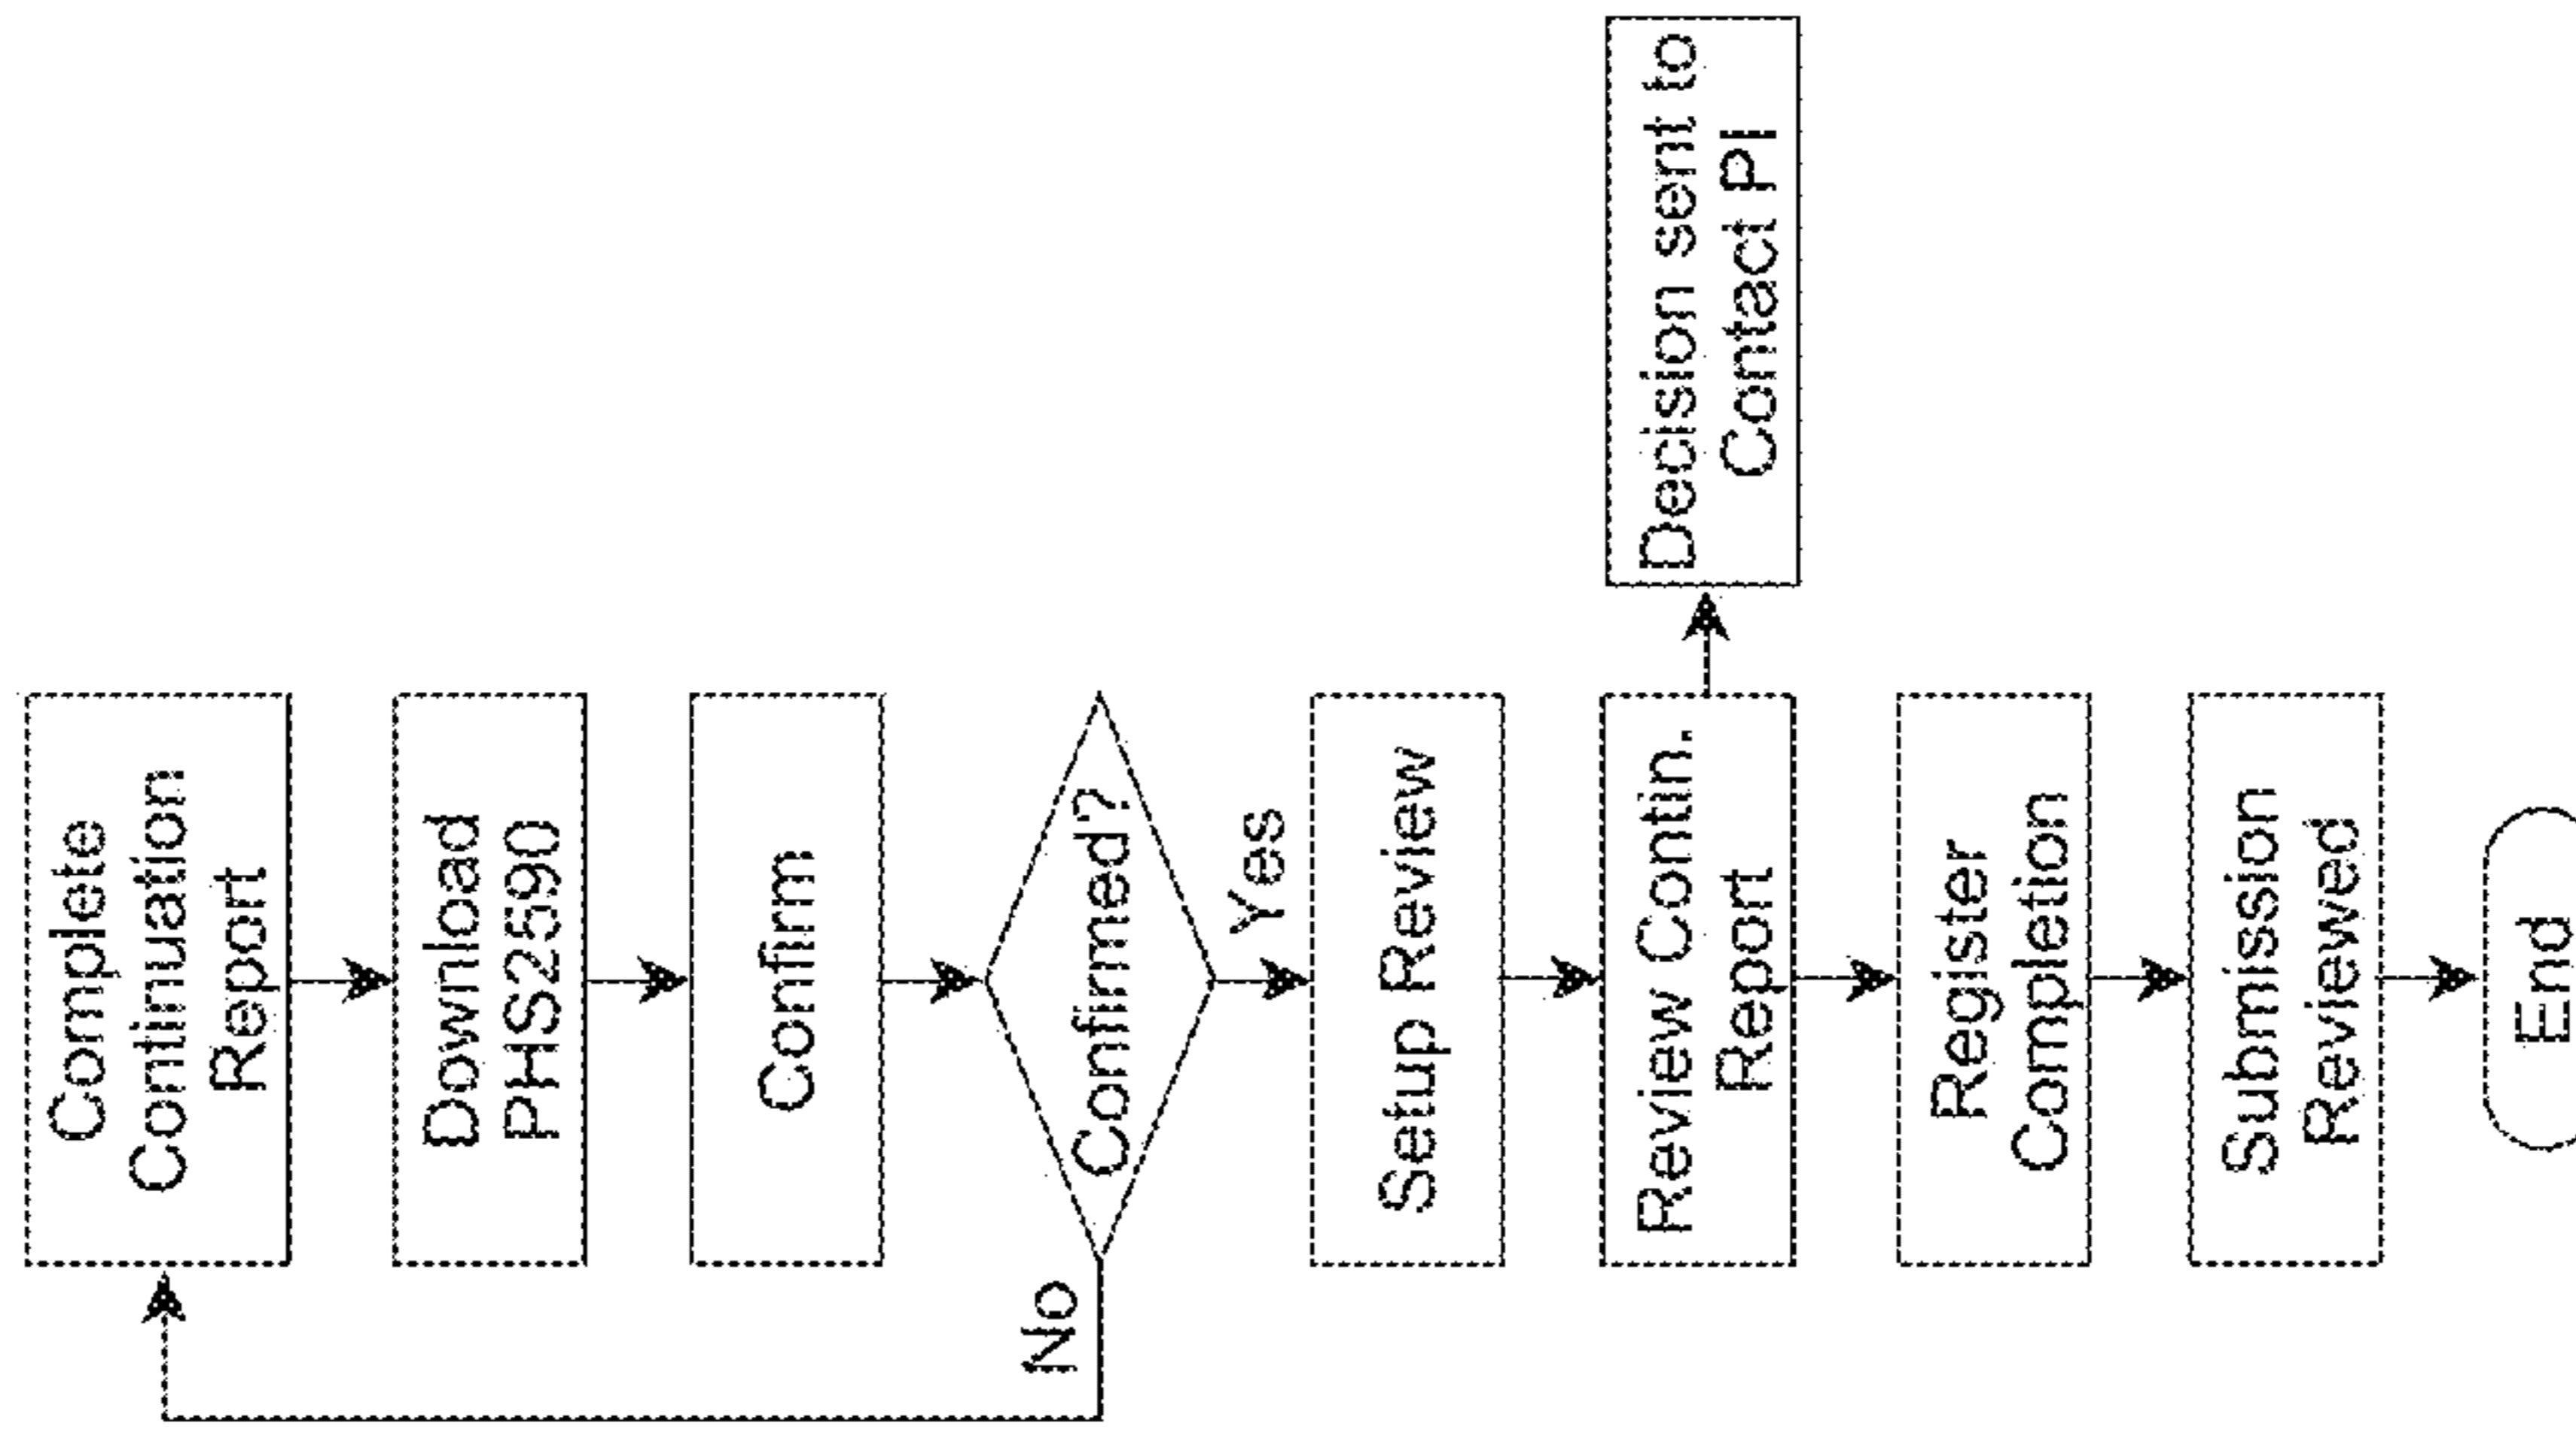 Complete
Continuation
Report
Download
PHS2590
Confirm
Confirmed?
No
Yes
Setup Review
Review Contin.
Report
Decision sent to
Contact PI
Register
Completion
Submission
Reviewed
End